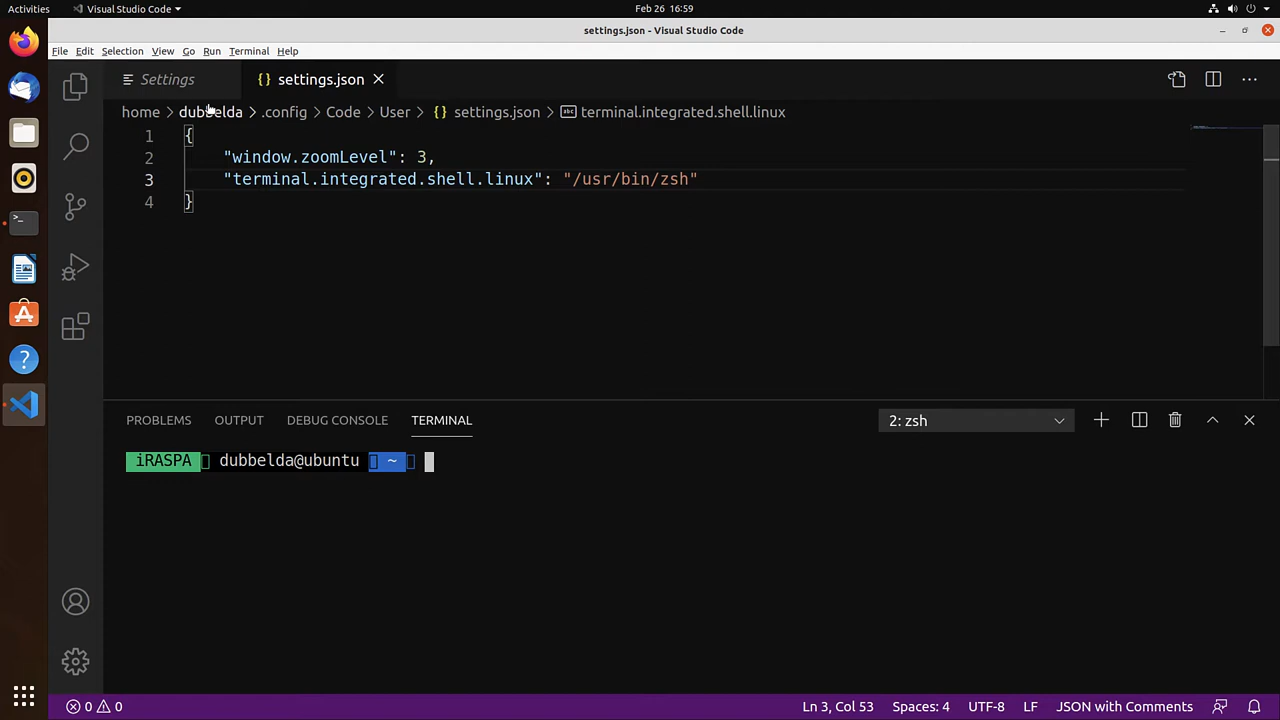 Activities Visual Studio Code Feb 26 16:59
settings.json - Visual Studio Code
File Edit Selection View Go Run Terminal Help
Settings {} settings.json
home > dubbelda > .config > Code > User > {} settings.json > abc terminal.integrated.shell.linux
1 {
2 "window.zoomLevel": 3,
3 "terminal.integrated.shell.linux": "/usr/bin/zsh"
4 }
PROBLEMS OUTPUT DEBUG CONSOLE TERMINAL 2: zsh
iRASPA dubbelda@ubuntu ~
0 0 Ln 3, Col 53 Spaces: 4 UTF-8 LF JSON with Comments